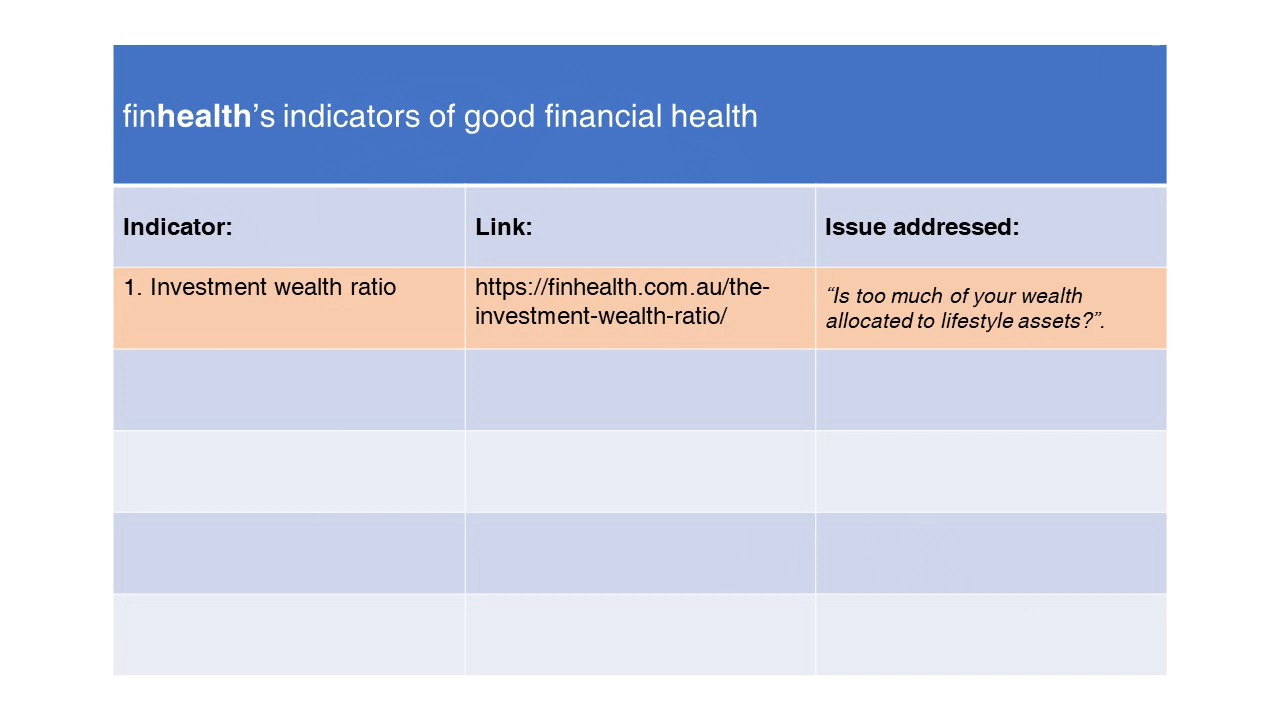 finhealth’s indicators of good financial health
Indicator:
Link:
Issue addressed:
1. Investment wealth ratio
https://finhealth.com.au/the-
investment-wealth-ratio/
“Is too much of your wealth
allocated to lifestyle assets?”.